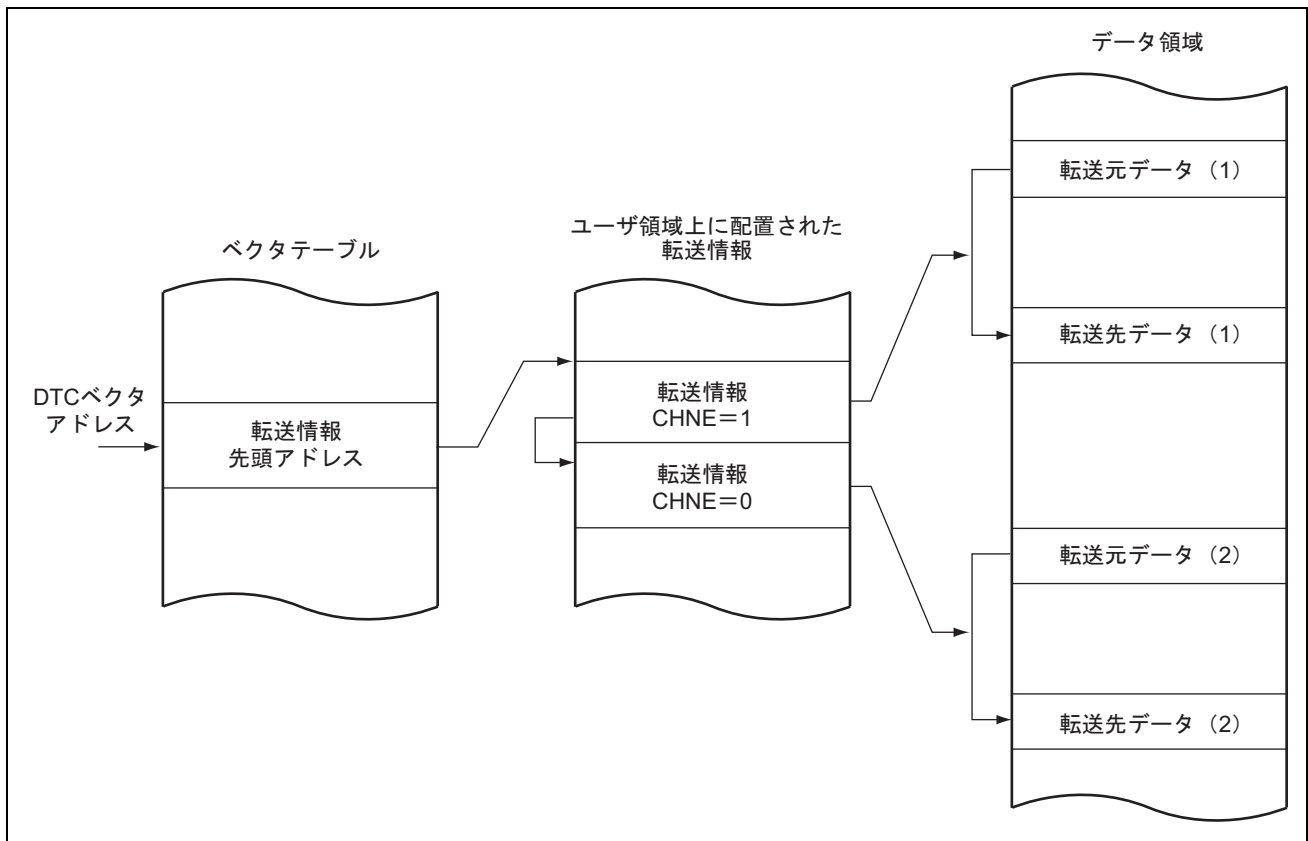 データ領域
転送元データ（1）
ユーザ領域上に配置された
転送情報
ベクタテーブル
転送先データ（1）
DTCベクタ
アドレス
転送情報
先頭アドレス
転送情報
CHNE＝1
転送情報
CHNE＝0
転送元データ（2）
転送先データ（2）